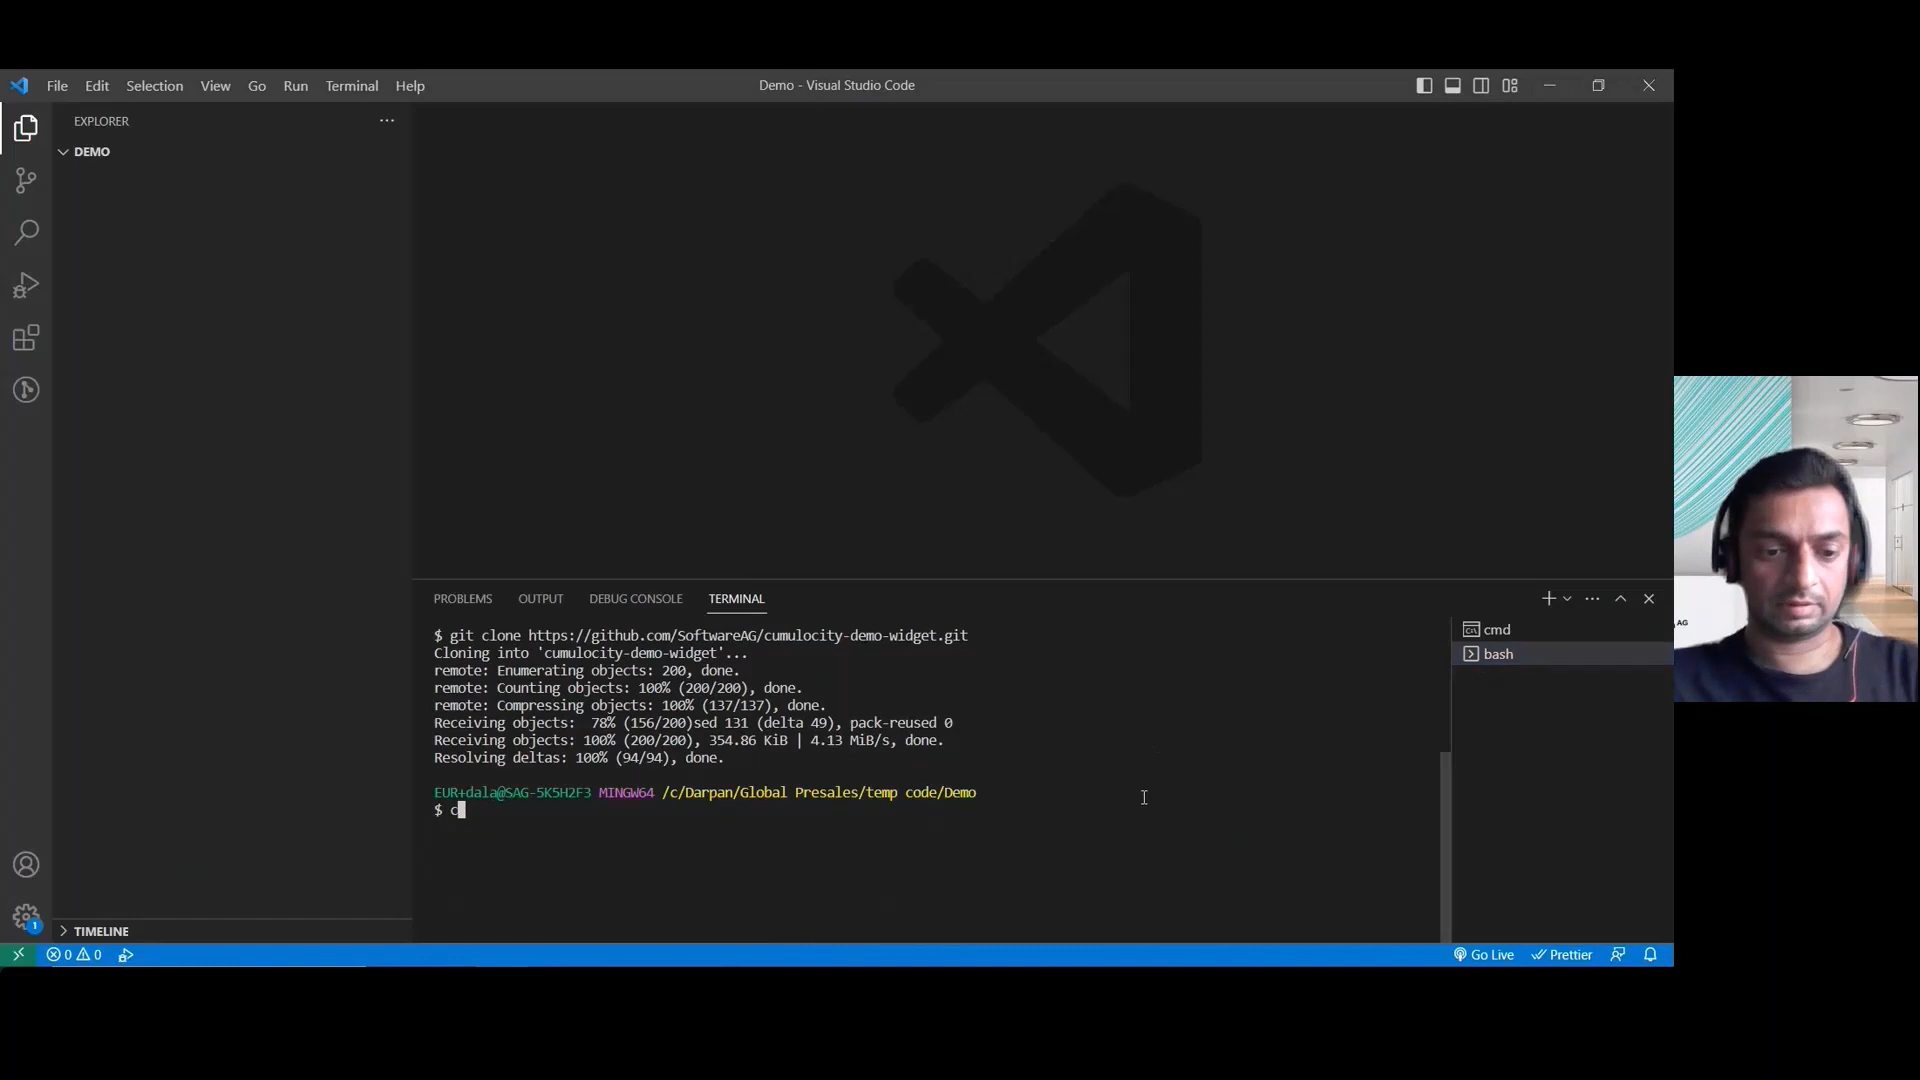 File Edit Selection View Go Run Terminal Help
Demo - Visual Studio Code
EXPLORER
DEMO
PROBLEMS OUTPUT DEBUG CONSOLE TERMINAL
$ git clone https://github.com/SoftwareAG/cumulocity-demo-widget.git
Cloning into 'cumulocity-demo-widget'...
remote: Enumerating objects: 200, done.
remote: Counting objects: 100% (200/200), done.
remote: Compressing objects: 100% (137/137), done.
Receiving objects:  78% (156/200)sed 131 (delta 49), pack-reused 0
Receiving objects: 100% (200/200), 354.86 KiB | 4.13 MiB/s, done.
Resolving deltas: 100% (94/94), done.
EUR+dala@SAG-5K5H2F3 MINGW64 /c/Darpan/Global Presales/temp code/Demo
$ c
cmd
bash
AG
1
TIMELINE
0 0
Go Live Prettier